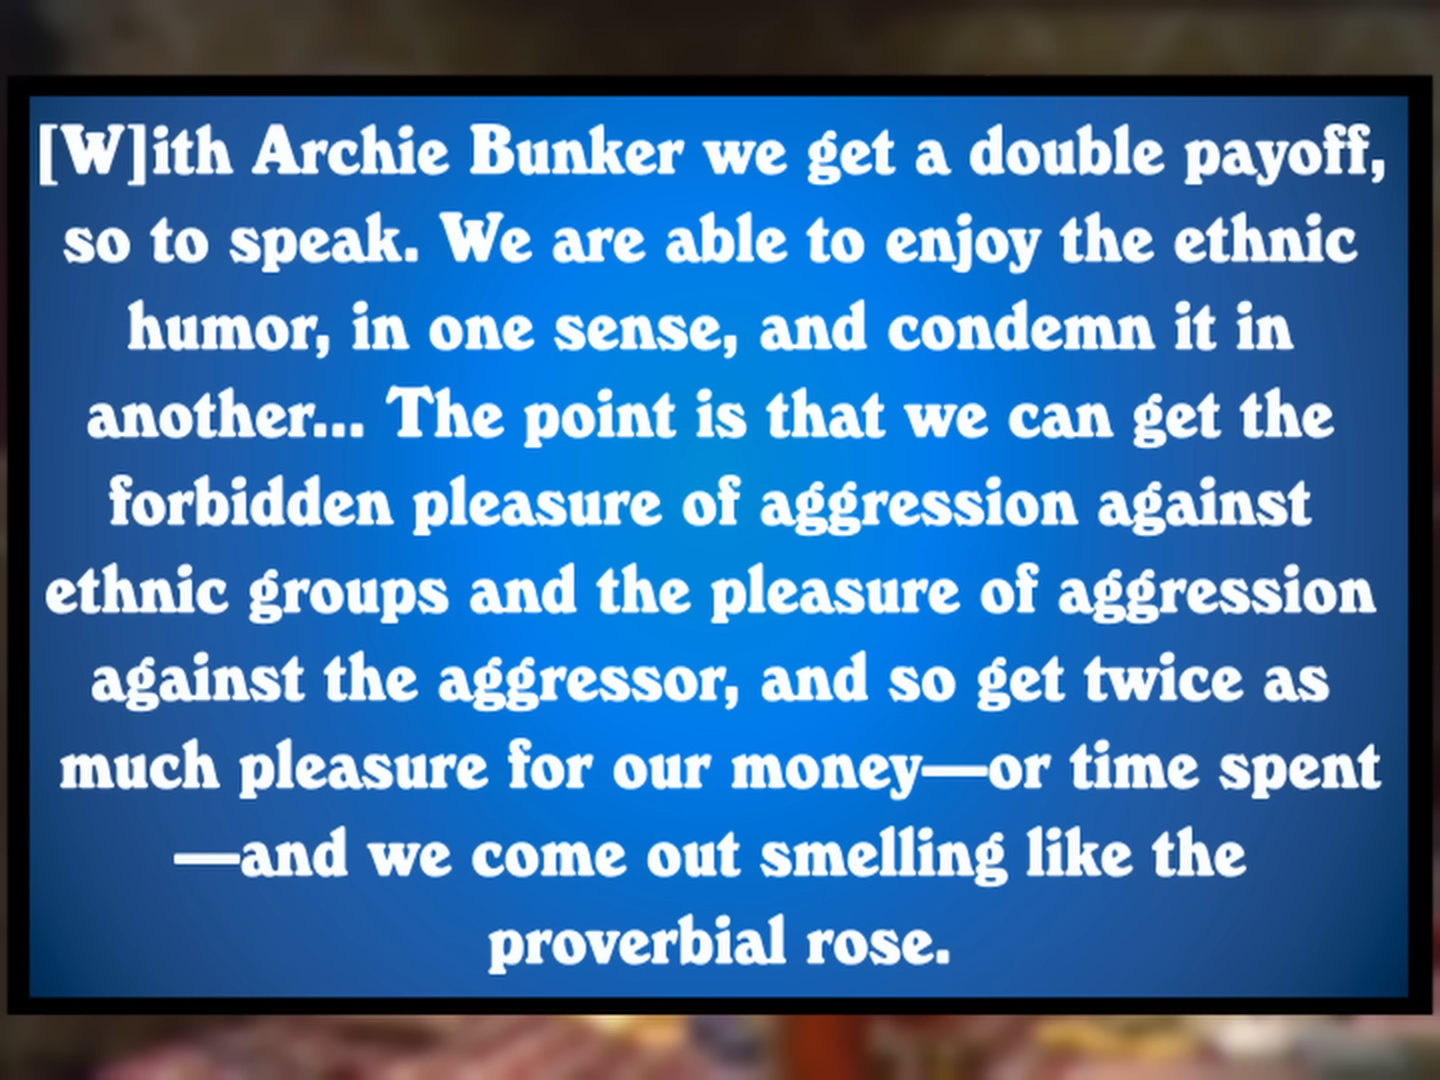 [W]ith Archie Bunker we get a double payoff,
so to speak. We are able to enjoy the ethnic
humor, in one sense, and condemn it in
another... The point is that we can get the
forbidden pleasure of aggression against
ethnic groups and the pleasure of aggression
against the aggressor, and so get twice as
much pleasure for our money—or time spent
—and we come out smelling like the
proverbial rose.